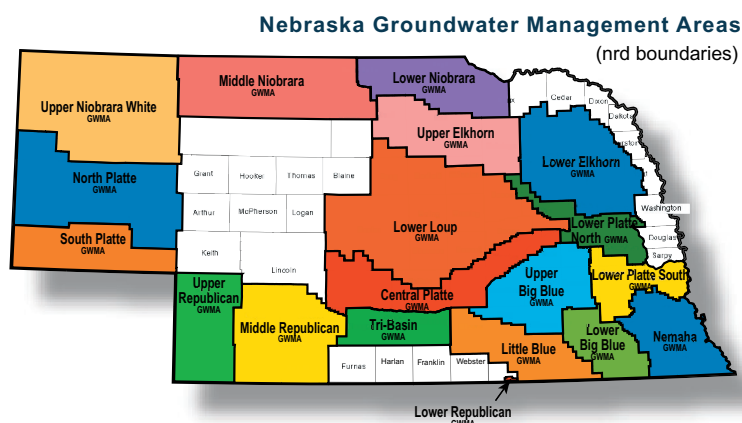 Nebraska Groundwater Management Areas
(nrd boundaries)
Upper Niobrara White
GWMA
Middle Niobrara
GWMA
Lower Niobrara
GWMA
Cedar
Dixon
Dakota
Upper Elkhorn
GWMA
Lower Elkhorn
GWMA
North Platte
GWMA
Grant
Hooker
Thomas
Blaine
Arthur
McPherson
Logan
Washington
Lower Loup
GWMA
Lower Platte
North GWMA
Douglas
Sarpy
South Platte
GWMA
Keith
Lincoln
Upper
Republican
GWMA
Central Platte
GWMA
Upper
Big Blue
GWMA
Lower Platte South
GWMA
Middle Republican
GWMA
Tri-Basin
GWMA
Lower
Big Blue
GWMA
Nemaha
GWMA
Little Blue
GWMA
Furnas
Harlan
Franklin
Webster
Lower Republican
GWMA